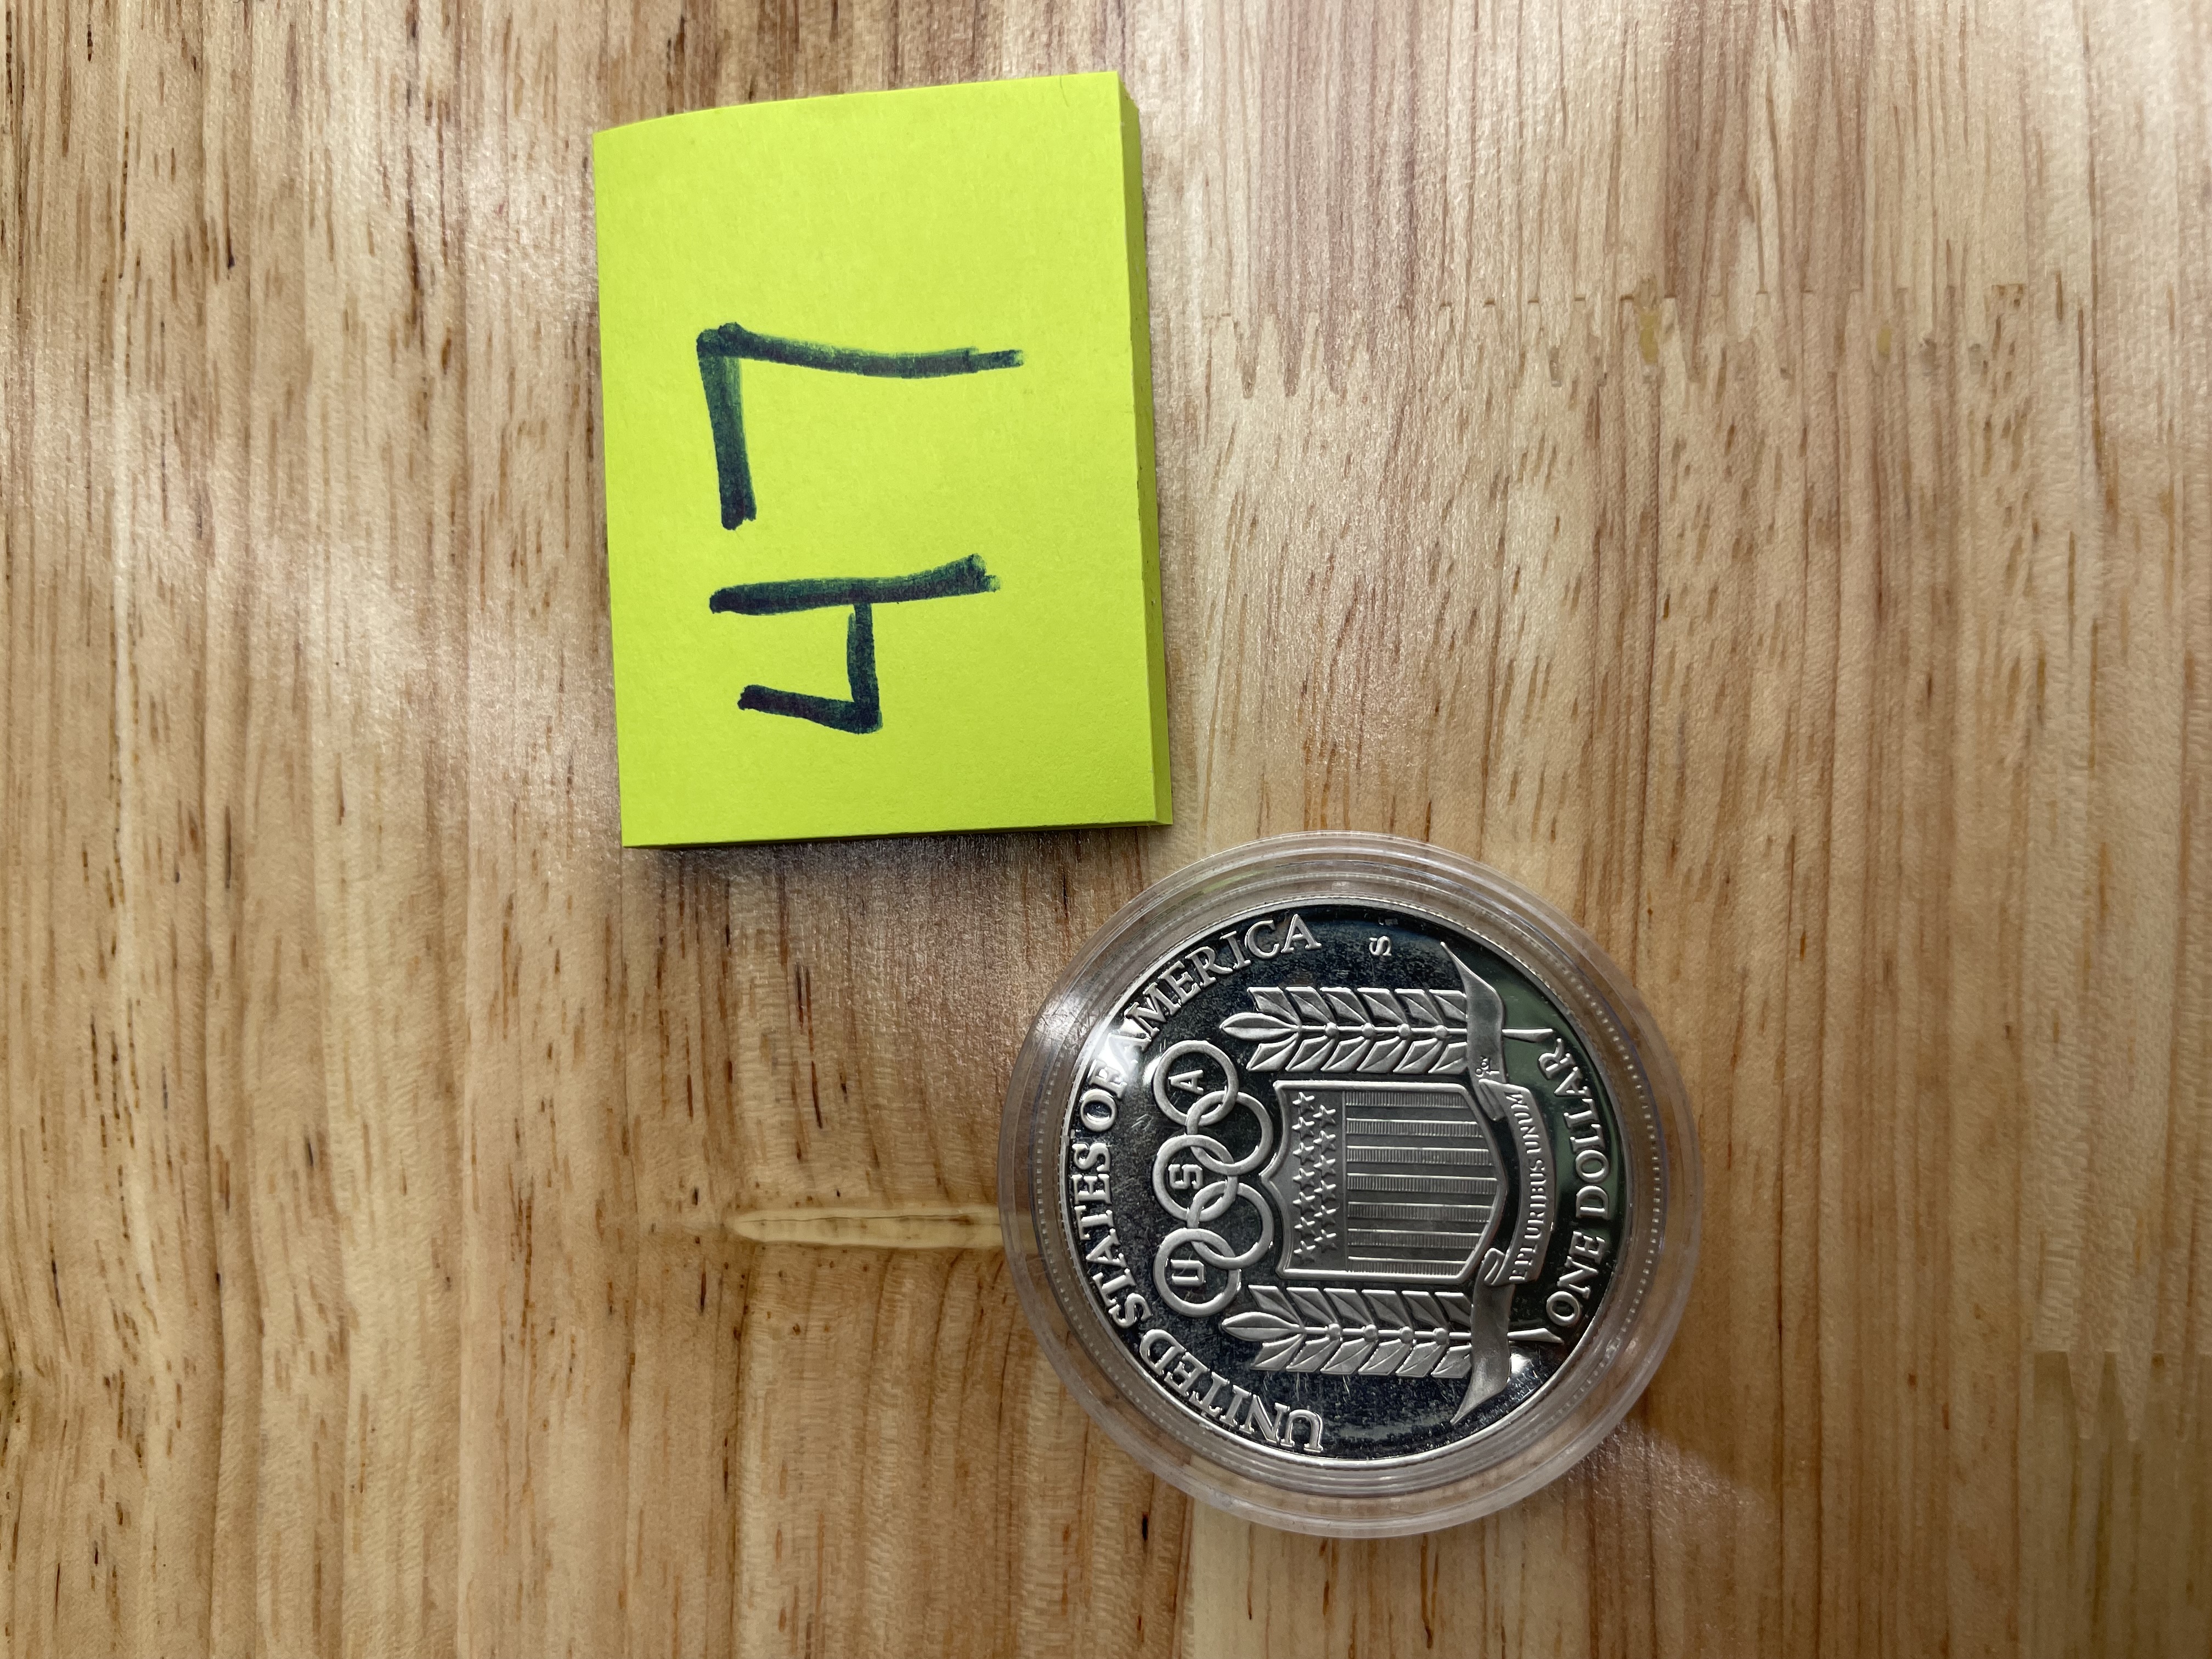 47
UNITED STATES OF AMERICA
S
USA
E PLURIBUS UNUM
ONE DOLLAR